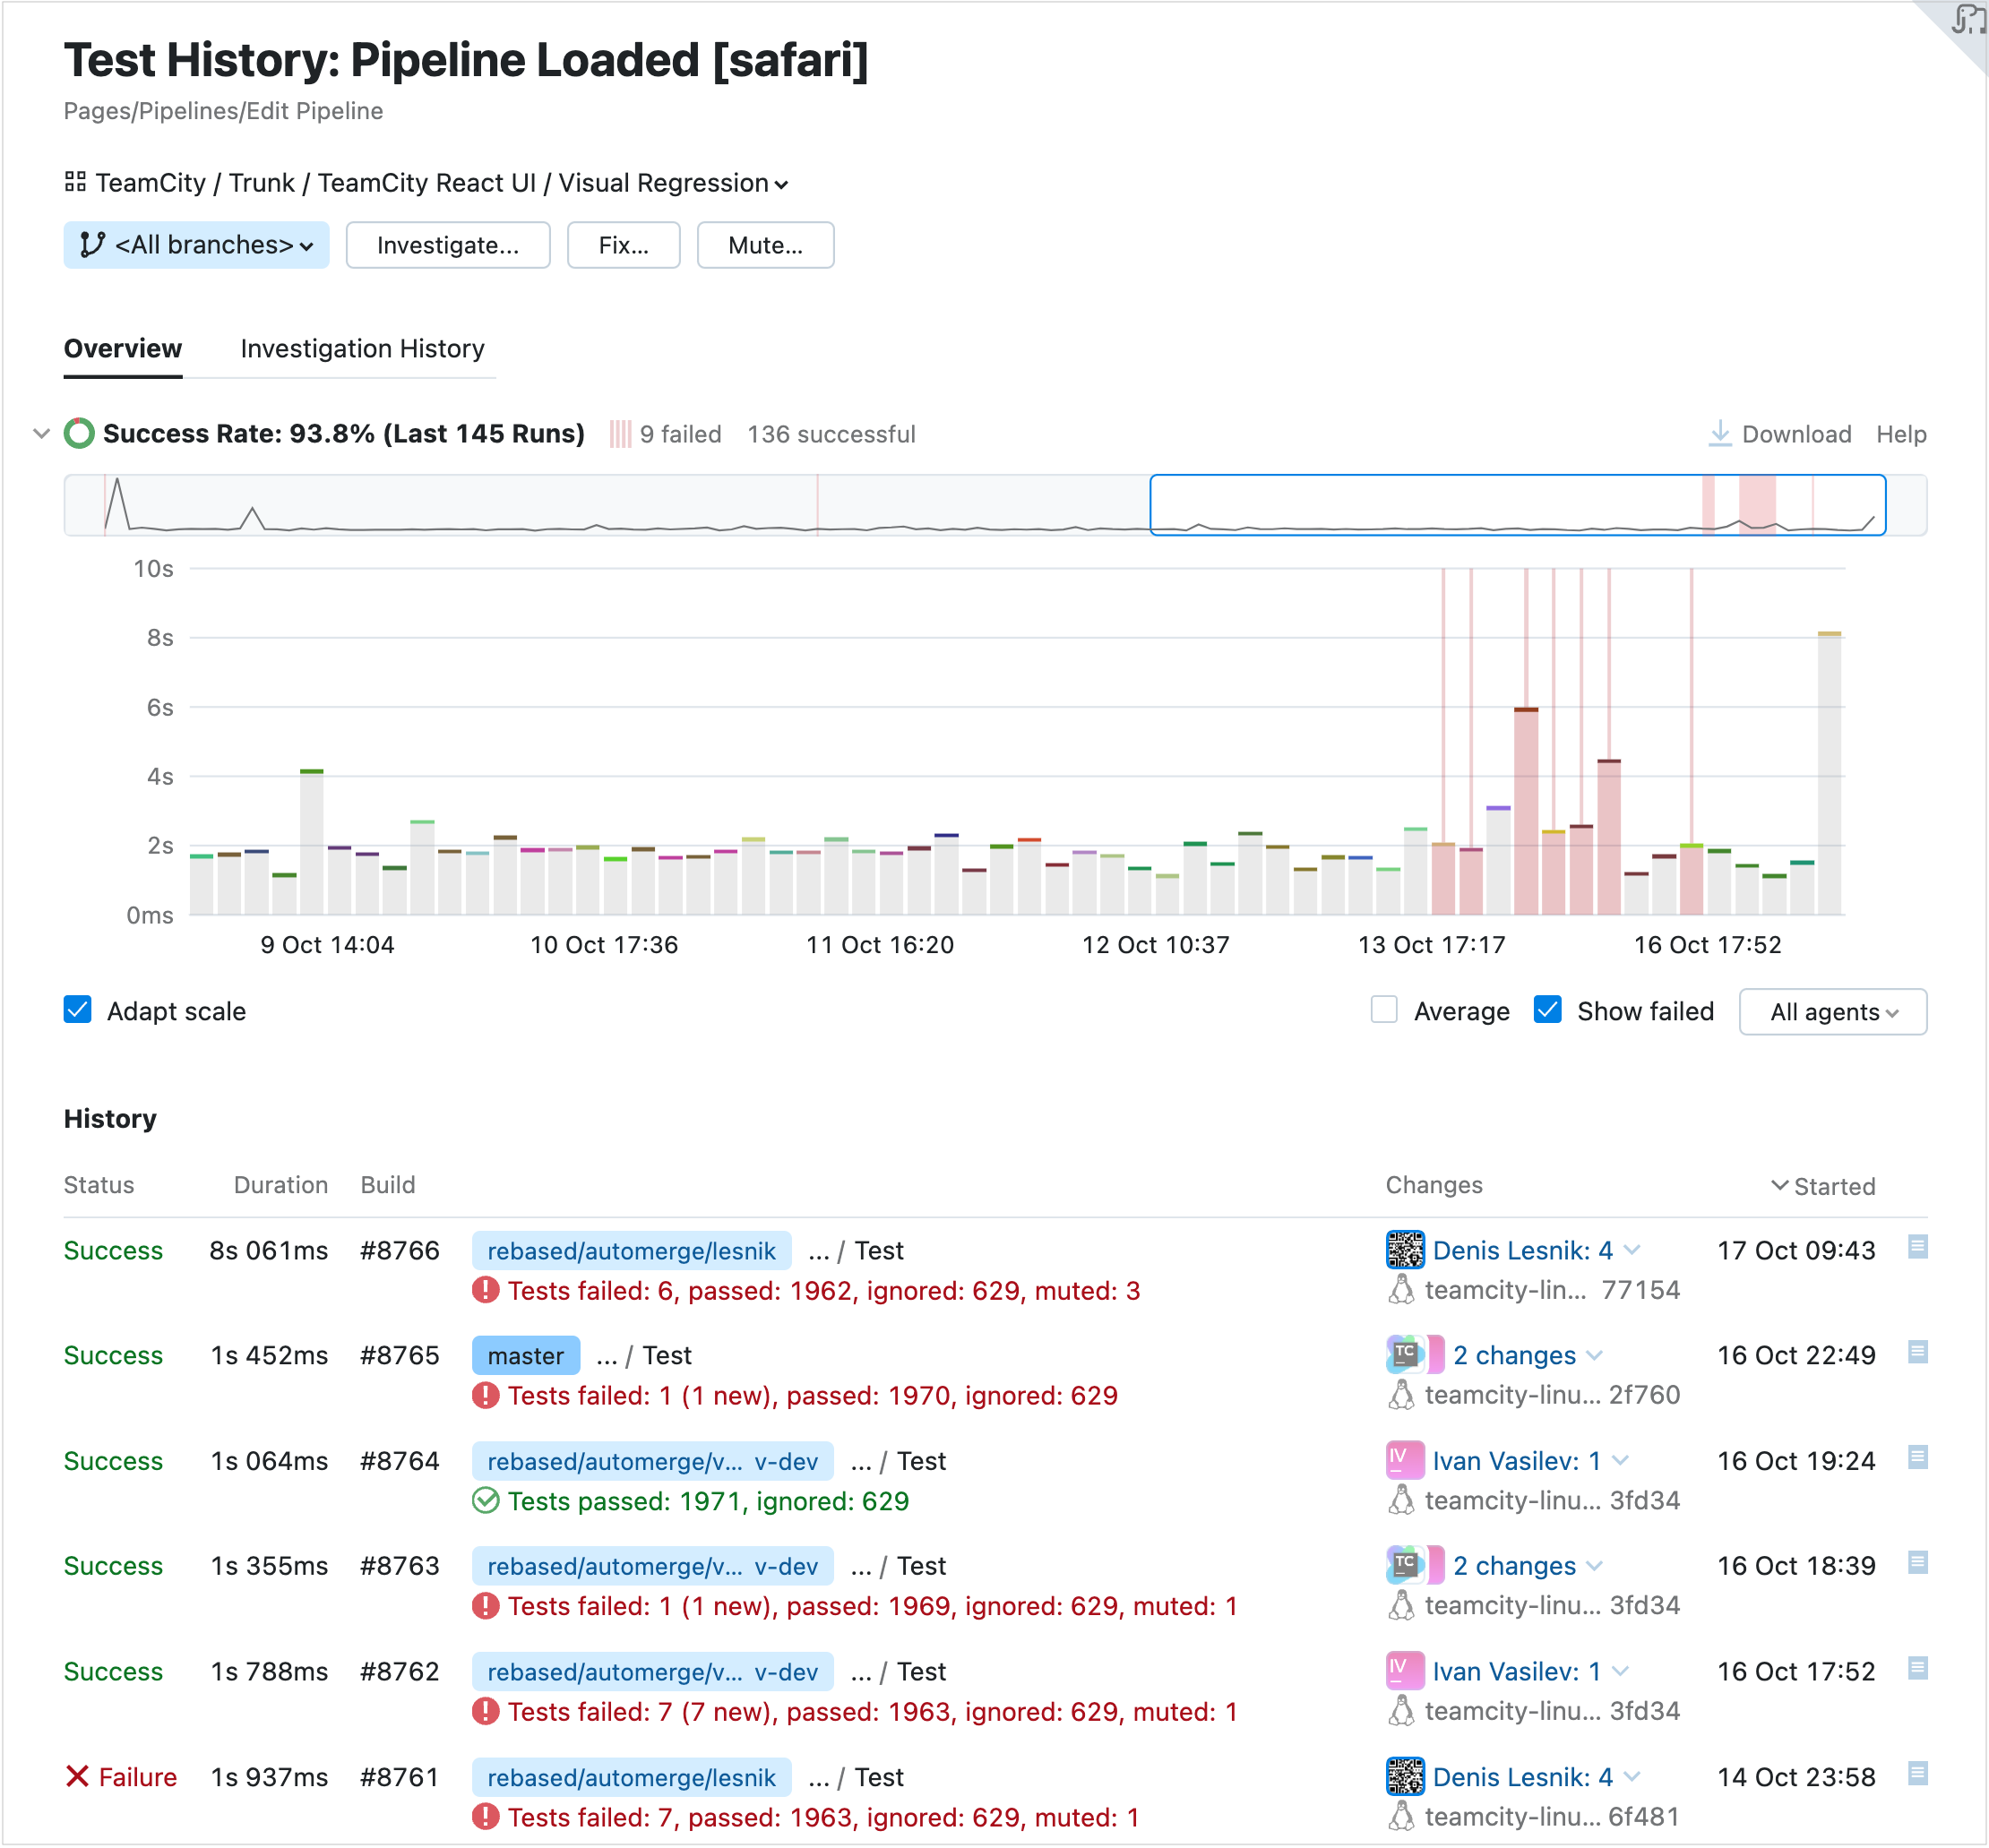 Test History: Pipeline Loaded [safari]
Pages/Pipelines/Edit Pipeline
TeamCity / Trunk / TeamCity React UI / Visual Regression
<All branches> Investigate... Fix... Mute...
Overview Investigation History
Success Rate: 93.8% (Last 145 Runs) 9 failed 136 successful Download Help
10s
8s
6s
4s
2s
0ms
9 Oct 14:04 10 Oct 17:36 11 Oct 16:20 12 Oct 10:37 13 Oct 17:17 16 Oct 17:52
Adapt scale Average Show failed All agents
History
Status Duration Build Changes Started
Success 8s 061ms #8766 rebased/automerge/lesnik ... / Test Denis Lesnik: 4 17 Oct 09:43
Tests failed: 6, passed: 1962, ignored: 629, muted: 3 teamcity-lin... 77154
Success 1s 452ms #8765 master ... / Test TC 2 changes 16 Oct 22:49
Tests failed: 1 (1 new), passed: 1970, ignored: 629 teamcity-linu... 2f760
Success 1s 064ms #8764 rebased/automerge/v... v-dev ... / Test IV Ivan Vasilev: 1 16 Oct 19:24
Tests passed: 1971, ignored: 629 teamcity-linu... 3fd34
Success 1s 355ms #8763 rebased/automerge/v... v-dev ... / Test TC 2 changes 16 Oct 18:39
Tests failed: 1 (1 new), passed: 1969, ignored: 629, muted: 1 teamcity-linu... 3fd34
Success 1s 788ms #8762 rebased/automerge/v... v-dev ... / Test IV Ivan Vasilev: 1 16 Oct 17:52
Tests failed: 7 (7 new), passed: 1963, ignored: 629, muted: 1 teamcity-linu... 3fd34
Failure 1s 937ms #8761 rebased/automerge/lesnik ... / Test Denis Lesnik: 4 14 Oct 23:58
Tests failed: 7, passed: 1963, ignored: 629, muted: 1 teamcity-linu... 6f481